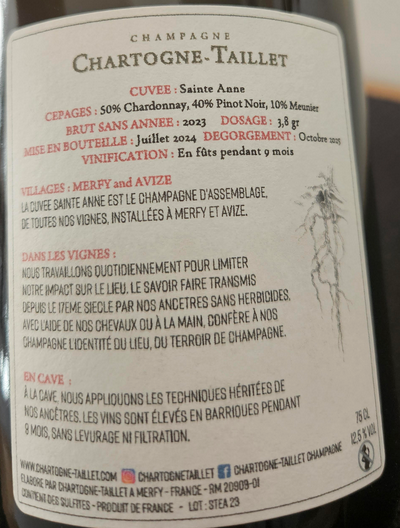 CHAMPAGNE
CHARTOGNE-TAILLET
CUVEE : Sainte Anne
CEPAGES : 50% Chardonnay, 40% Pinot Noir, 10% Meunier
BRUT SANS ANNEE : 2023 DOSAGE : 3,8 gr
MISE EN BOUTEILLE : Juillet 2024 DEGORGEMENT : Octobre 2025
VINIFICATION : En fûts pendant 9 mois
VILLAGES : MERFY and AVIZE
LA CUVEE SAINTE ANNE EST LE CHAMPAGNE D'ASSEMBLAGE,
DE TOUTES NOS VIGNES, INSTALLÉES À MERFY ET AVIZE.
DANS LES VIGNES :
NOUS TRAVAILLONS QUOTIDIENNEMENT POUR LIMITER
NOTRE IMPACT SUR LE LIEU. LE SAVOIR FAIRE TRANSMIS
DEPUIS LE 17EME SIECLE PAR NOS ANCETRES SANS HERBICIDES,
AVEC L'AIDE DE NOS CHEVAUX OU À LA MAIN, CONFÈRE À NOS
CHAMPAGNE L'IDENTITÉ DU LIEU, DU TERROIR DE CHAMPAGNE.
EN CAVE :
À LA CAVE, NOUS APPLIQUONS LES TECHNIQUES HÉRITÉES DE
NOS ANCÊTRES. LES VINS SONT ÉLEVÉS EN BARRIQUES PENDANT
9 MOIS, SANS LEVURAGE NI FILTRATION.
75 CL
12,5 % VOL
WWW.CHARTOGNE-TAILLET.COM CHARTOGNETAILLET CHARTOGNE-TAILLET CHAMPAGNE
ELABORE PAR CHARTOGNE-TAILLET A MERFY - FRANCE - RM 20909-01
CONTIENT DES SULFITES - PRODUIT DE FRANCE - LOT : STEA 23